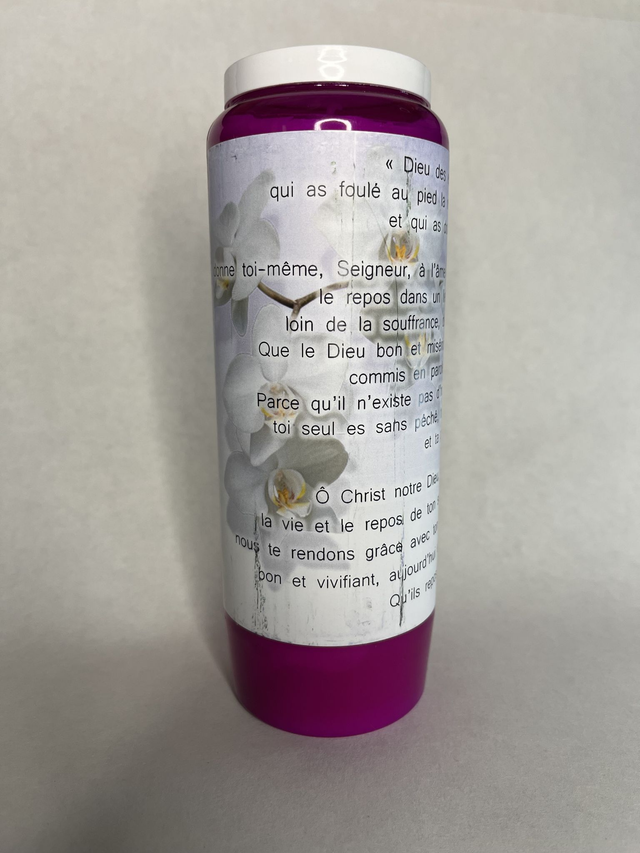 « Dieu des
qui as foulé au pied la
et qui as
donne toi-même, Seigneur, à l'âme
le repos dans un
loin de la souffrance,
Que le Dieu bon et
commis en
Parce qu'il n'existe pas
toi seul es sans péché,
et ta
Ô Christ notre Dieu
la vie et le repos de ton
nous te rendons grâce avec
bon et vivifiant, aujourd'hui
Qu'ils